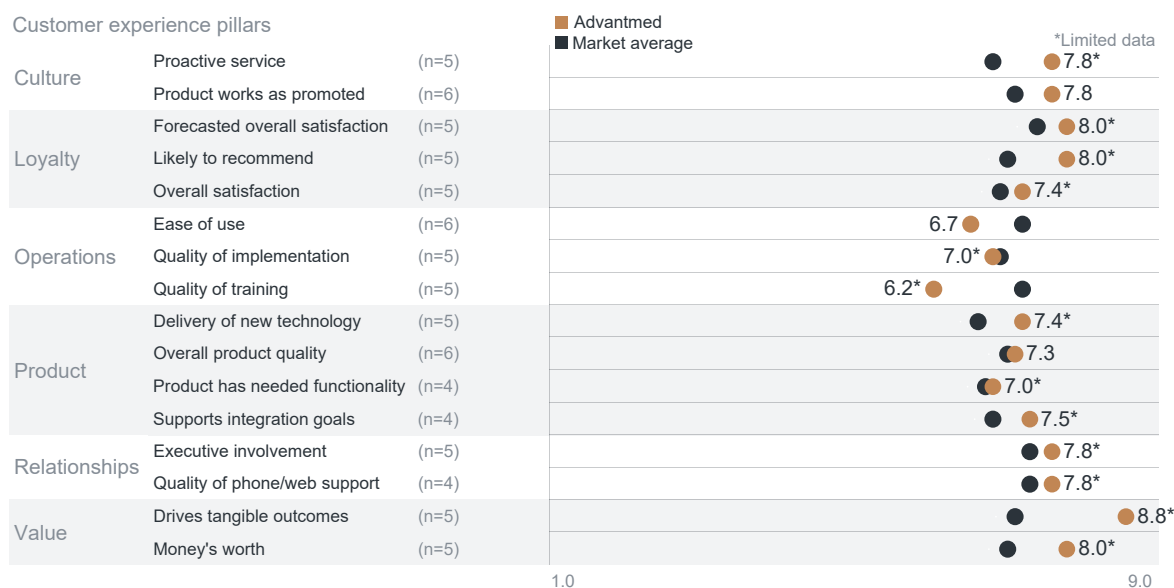 Customer experience pillars
Advantmed
Market average
*Limited data
Culture
Proactive service (n=5) 7.8*
Product works as promoted (n=6) 7.8
Loyalty
Forecasted overall satisfaction (n=5) 8.0*
Likely to recommend (n=5) 8.0*
Overall satisfaction (n=5) 7.4*
Operations
Ease of use (n=6) 6.7
Quality of implementation (n=5) 7.0*
Quality of training (n=5) 6.2*
Product
Delivery of new technology (n=5) 7.4*
Overall product quality (n=6) 7.3
Product has needed functionality (n=4) 7.0*
Supports integration goals (n=4) 7.5*
Relationships
Executive involvement (n=5) 7.8*
Quality of phone/web support (n=4) 7.8*
Value
Drives tangible outcomes (n=5) 8.8*
Money's worth (n=5) 8.0*
1.0 9.0